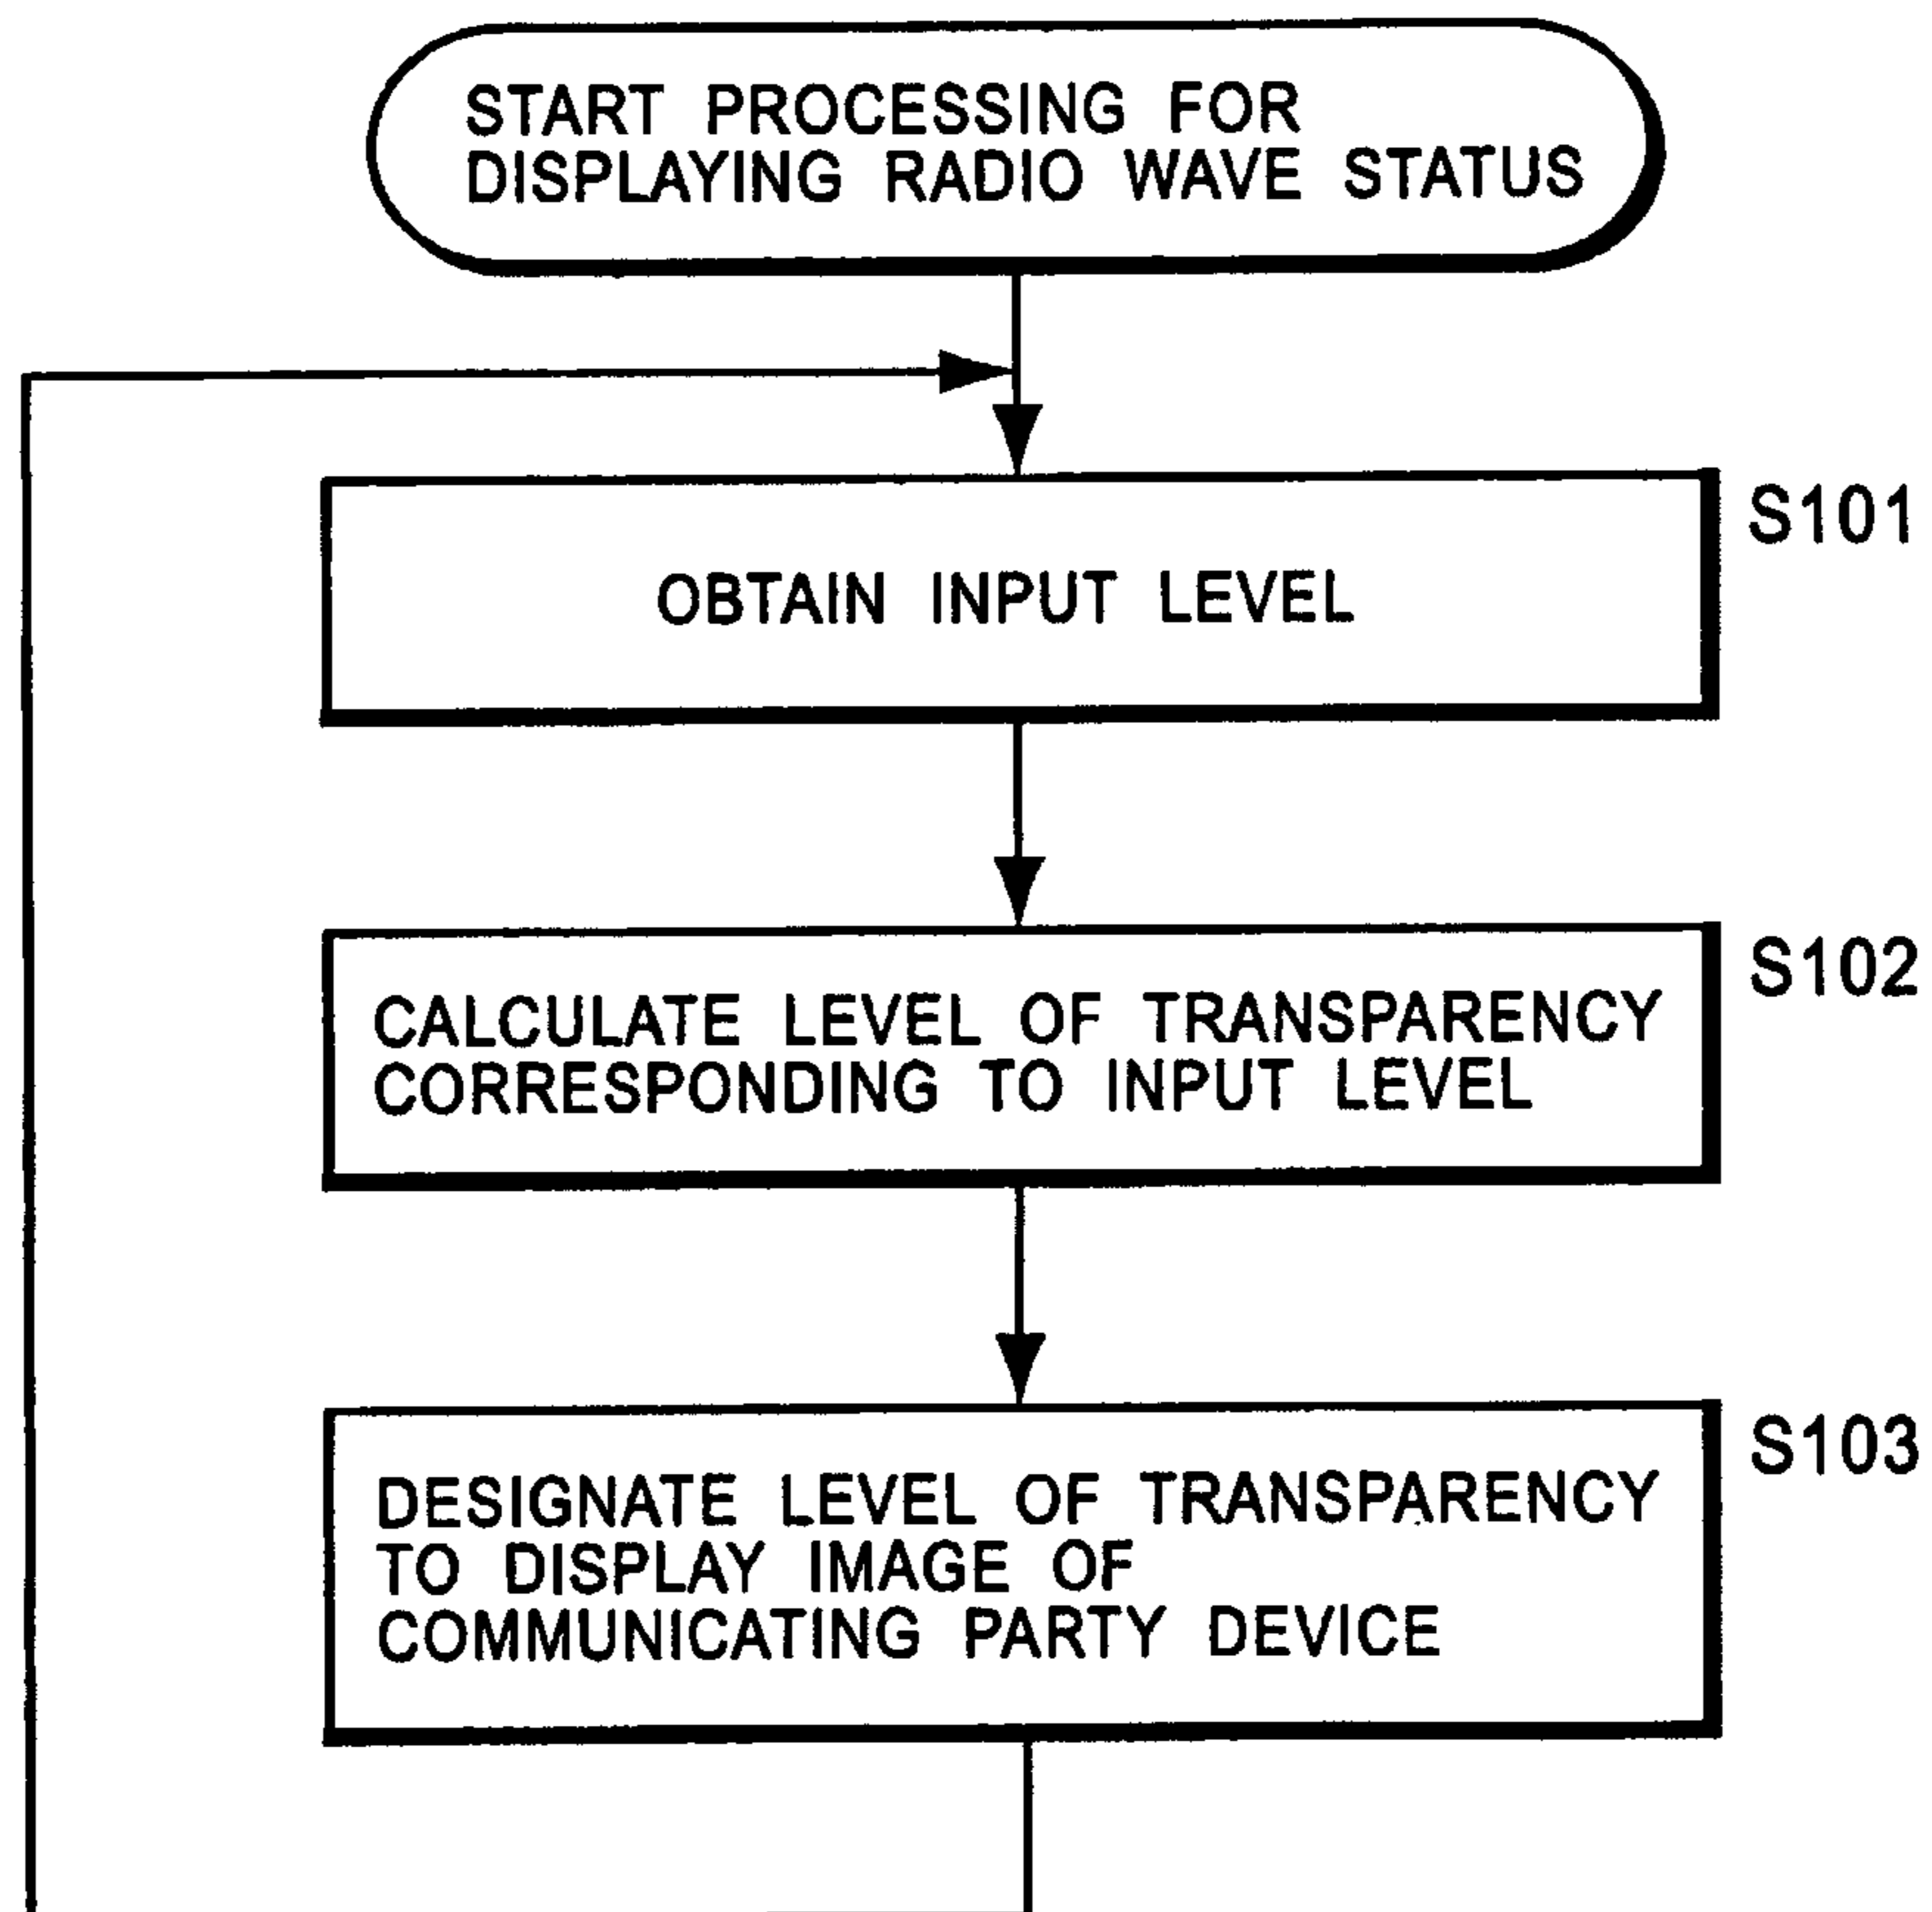 START PROCESSING FOR
DISPLAYING RADIO WAVE STATUS
S101
OBTAIN INPUT LEVEL
S102
CALCULATE LEVEL OF TRANSPARENCY
CORRESPONDING TO INPUT LEVEL
S103
DESIGNATE LEVEL OF TRANSPARENCY
TO DISPLAY IMAGE OF
COMMUNICATING PARTY DEVICE